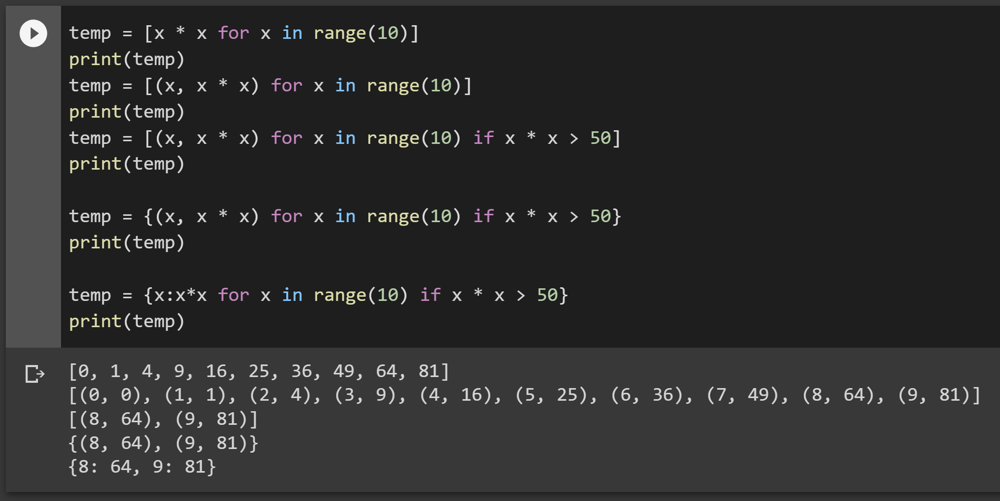 temp = [x * x for x in range(10)]
print(temp)
temp = [(x, x * x) for x in range(10)]
print(temp)
temp = [(x, x * x) for x in range(10) if x * x > 50]
print(temp)
temp = {(x, x * x) for x in range(10) if x * x > 50}
print(temp)
temp = {x:x*x for x in range(10) if x * x > 50}
print(temp)
[0, 1, 4, 9, 16, 25, 36, 49, 64, 81]
[(0, 0), (1, 1), (2, 4), (3, 9), (4, 16), (5, 25), (6, 36), (7, 49), (8, 64), (9, 81)]
[(8, 64), (9, 81)]
{(8, 64), (9, 81)}
{8: 64, 9: 81}